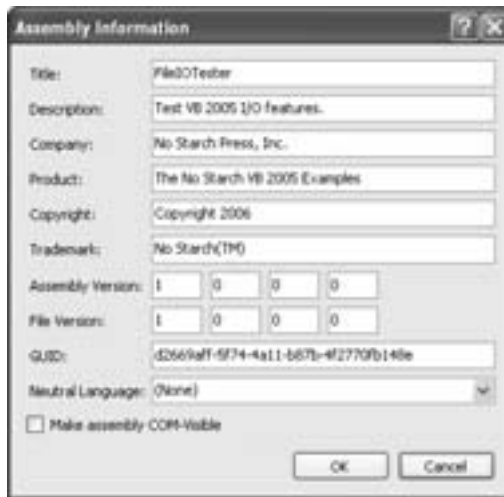 Assembly Information
Title: FileIOTester
Description: Test VB 2005 I/O features.
Company: No Starch Press, Inc.
Product: The No Starch VB 2005 Examples
Copyright: Copyright 2006
Trademark: No Starch(TM)
Assembly Version: 1 0 0 0
File Version: 1 0 0 0
GUID: d2669aff-5f74-4a11-b87b-4f2770fb148e
Neutral Language: (None)
Make assembly COM-Visible
OK Cancel